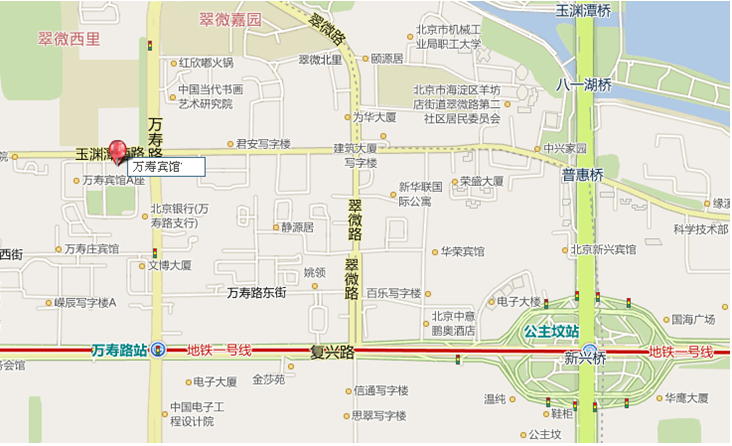 玉渊潭桥
翠微嘉园
翠微路
翠微西里
北京市机械工
业局职工大学
红欣嘟火锅
翠微北里
颐源居
八一湖桥
中国当代书画
艺术研究院
北京市海淀区羊坊
店街道翠微路第二
社区居民委员会
为华大厦
万寿路
君安写字楼
建筑大厦
写字楼
中兴家园
玉渊潭南路
院
万寿宾馆
普惠桥
万寿宾馆A座
新华联国
际公寓
荣盛大厦
缘溪
北京银行(万
寿路支行)
翠微路
静源居
科学技术部
万寿庄宾馆
华荣宾馆
北京新兴宾馆
西街
文博大厦
姚领
翠微路
万寿路东街
百乐写字楼
电子大楼
嵘辰写字楼A
北京中意
鹏奥酒店
公主坟站
国海广场
万寿路站
地铁一号线
复兴路
新兴桥
地铁一号线
务会馆
金莎苑
电子大厦
信通写字楼
温纯
华鹰大厦
中国电子工
程设计院
思翠写字楼
鞋柜
公主坟